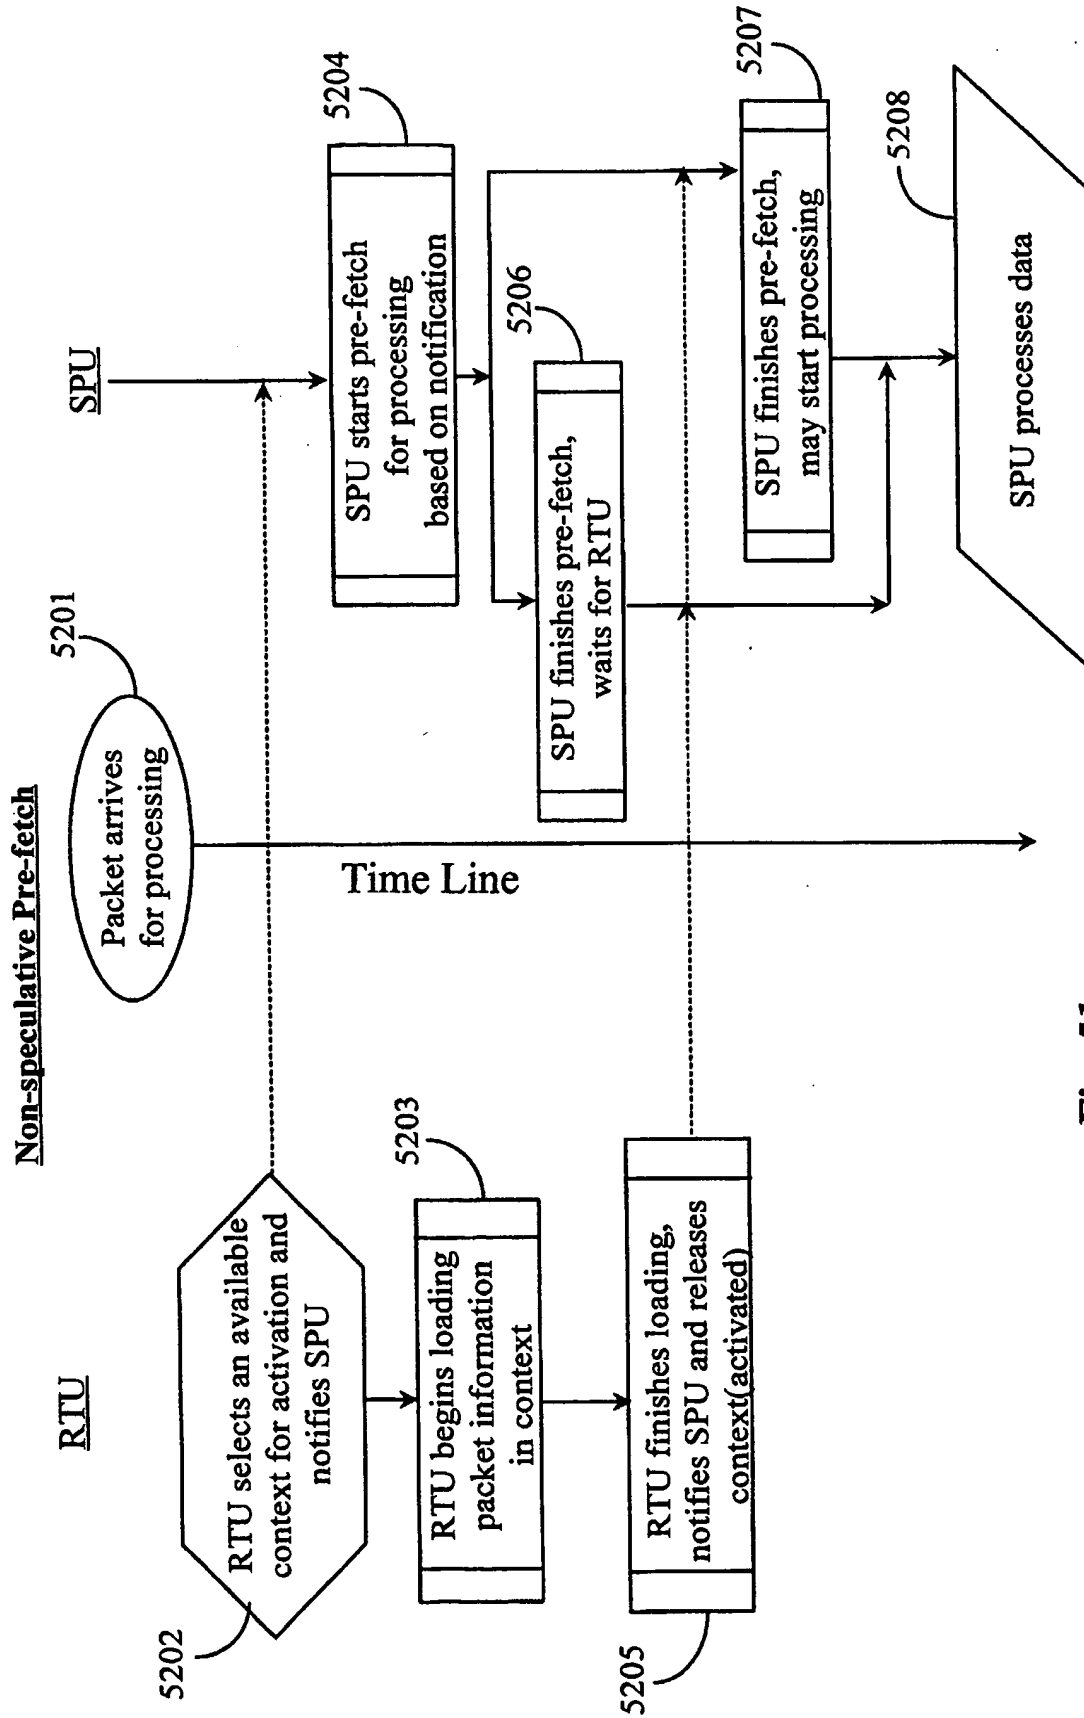 Non-speculative Pre-fetch
RTU
SPU
5201
Packet arrives
for processing
5202
RTU selects an available
context for activation and
notifies SPU
5204
SPU starts pre-fetch
for processing
based on notification
Time Line
5203
RTU begins loading
packet information
in context
5206
SPU finishes pre-fetch,
waits for RTU
5205
RTU finishes loading,
notifies SPU and releases
context(activated)
5207
SPU finishes pre-fetch,
may start processing
5208
SPU processes data